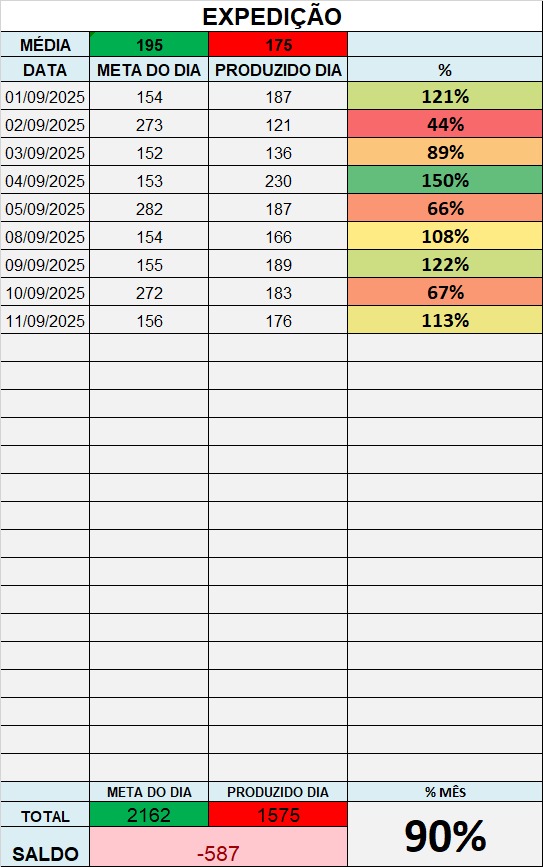 EXPEDIÇÃO
MÉDIA 195 175
DATA META DO DIA PRODUZIDO DIA %
01/09/2025 154 187 121%
02/09/2025 273 121 44%
03/09/2025 152 136 89%
04/09/2025 153 230 150%
05/09/2025 282 187 66%
08/09/2025 154 166 108%
09/09/2025 155 189 122%
10/09/2025 272 183 67%
11/09/2025 156 176 113%
META DO DIA PRODUZIDO DIA % MÊS
TOTAL 2162 1575 90%
SALDO -587